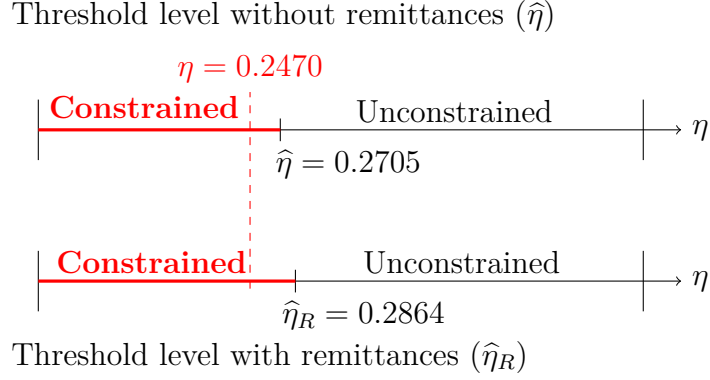 Threshold level without remittances (η̂)
η = 0.2470
Constrained Unconstrained
η
η̂ = 0.2705
Constrained Unconstrained
η
η̂_R = 0.2864
Threshold level with remittances (η̂_R)